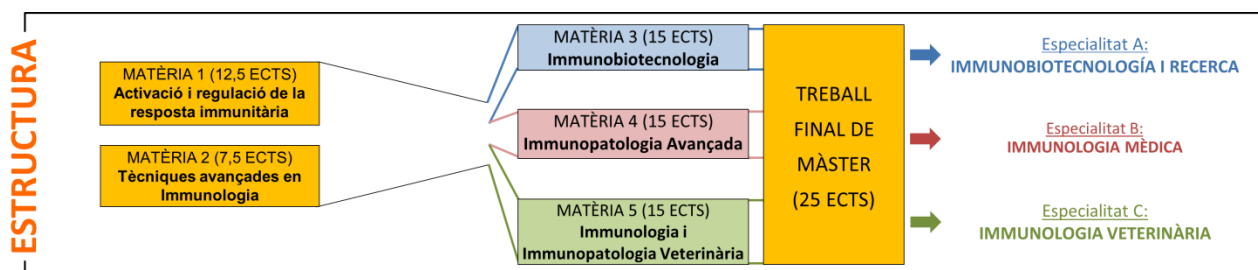 ESTRUCTURA
MATÈRIA 1 (12,5 ECTS)
Activació i regulació de la
resposta immunitària
MATÈRIA 2 (7,5 ECTS)
Tècniques avançades en
Immunologia
MATÈRIA 3 (15 ECTS)
Immunobiotecnologia
MATÈRIA 4 (15 ECTS)
Immunopatologia Avançada
MATÈRIA 5 (15 ECTS)
Immunologia i
Immunopatologia Veterinària
TREBALL
FINAL DE
MÀSTER
(25 ECTS)
Especialitat A:
IMMUNOBIOTECNOLOGÍA I RECERCA
Especialitat B:
IMMUNOLOGIA MÈDICA
Especialitat C:
IMMUNOLOGIA VETERINÀRIA